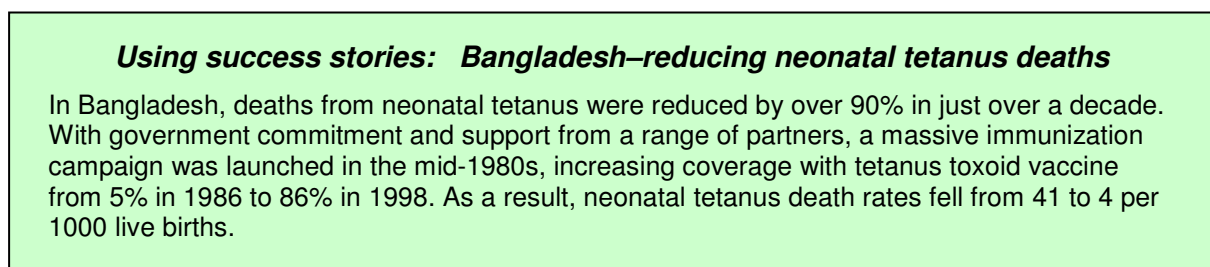 Using success stories:   Bangladesh–reducing neonatal tetanus deaths
In Bangladesh, deaths from neonatal tetanus were reduced by over 90% in just over a decade.
With government commitment and support from a range of partners, a massive immunization
campaign was launched in the mid-1980s, increasing coverage with tetanus toxoid vaccine
from 5% in 1986 to 86% in 1998. As a result, neonatal tetanus death rates fell from 41 to 4 per
1000 live births.